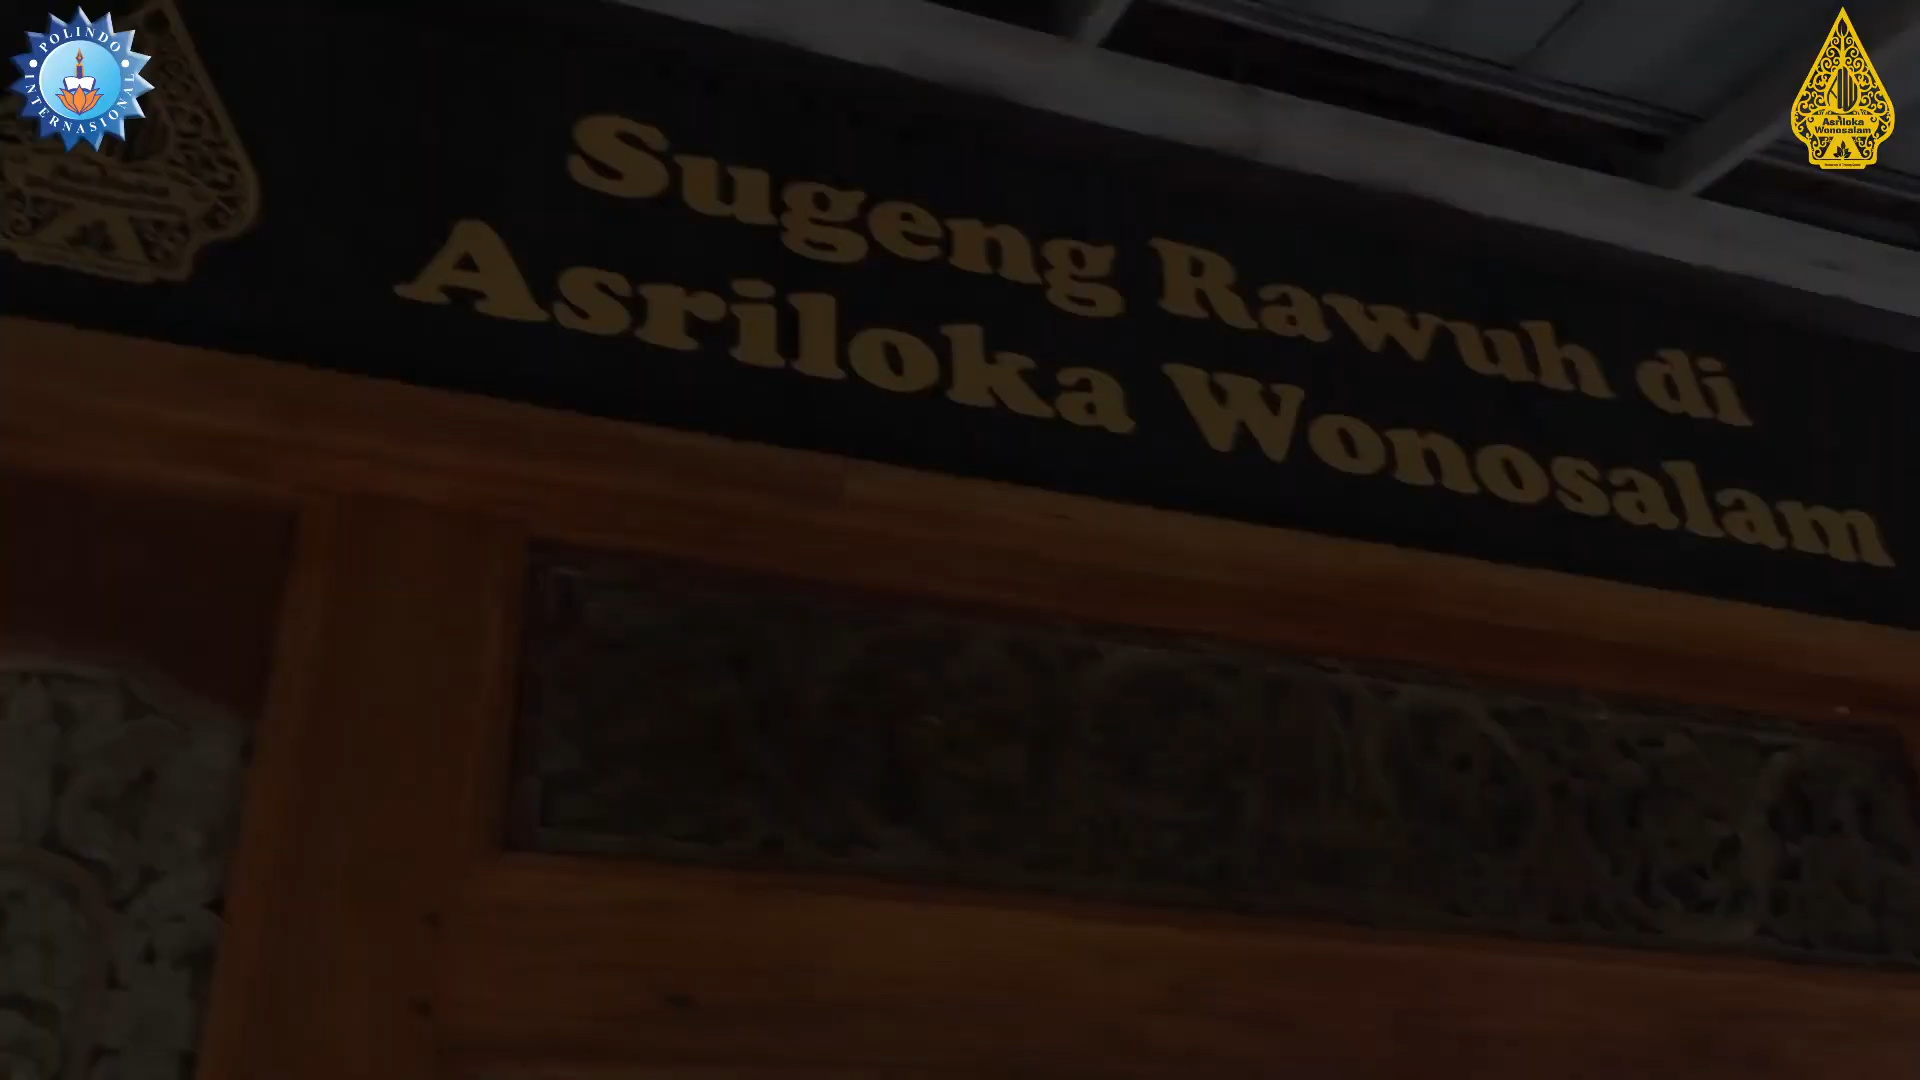 POLINDO
INTERNASIONAL
Asriloka
Wonosalam
Sugeng Rawuh di
Asriloka Wonosalam